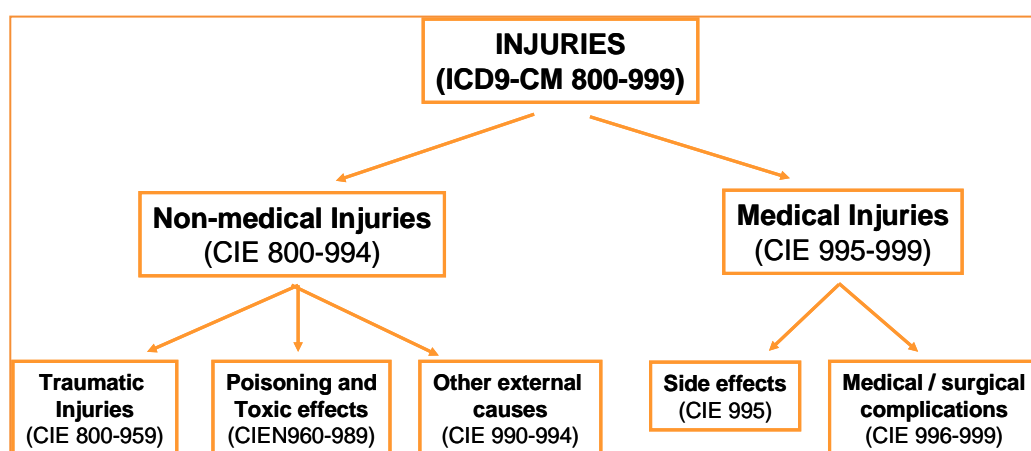 INJURIES
(ICD9-CM 800-999)
Non-medical Injuries
(CIE 800-994)
Medical Injuries
(CIE 995-999)
Traumatic
Injuries
(CIE 800-959)
Poisoning and
Toxic effects
(CIEN960-989)
Other external
causes
(CIE 990-994)
Side effects
(CIE 995)
Medical / surgical
complications
(CIE 996-999)